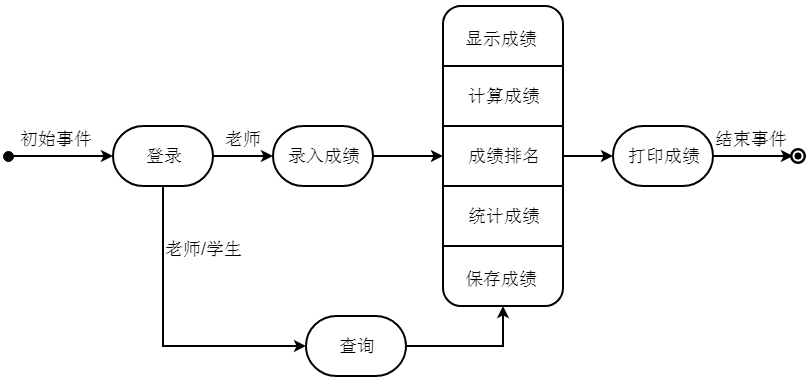 显示成绩
计算成绩
初始事件
登录
老师
录入成绩
成绩排名
打印成绩
结束事件
统计成绩
老师/学生
保存成绩
查询